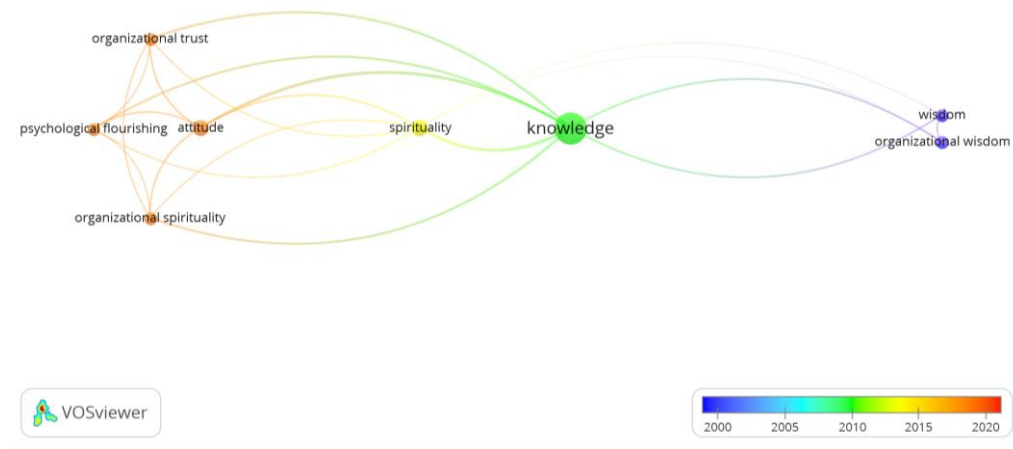 organizational trust
psychological flourishing
attitude
spirituality
knowledge
wisdom
organizational wisdom
organizational spirituality
VOSviewer
2000 2005 2010 2015 2020